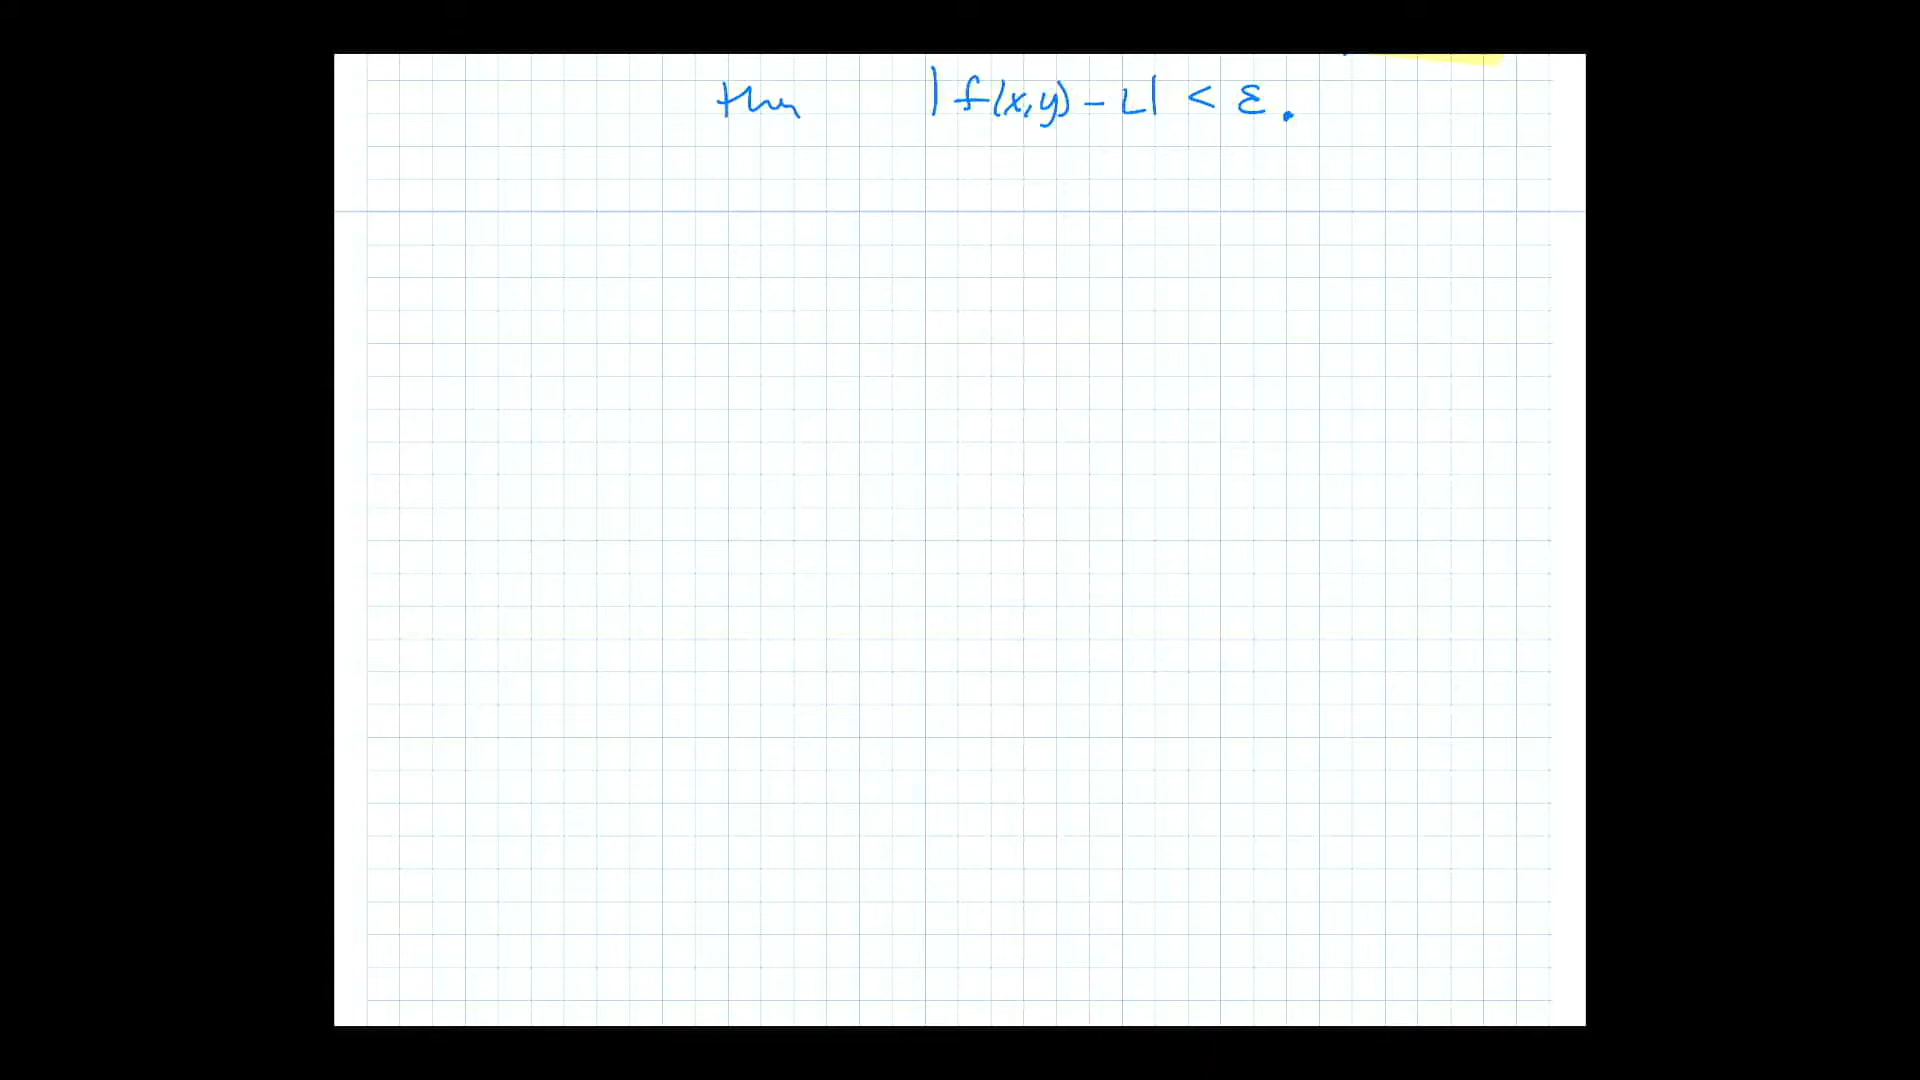 then |f(x,y) - L| < ε.